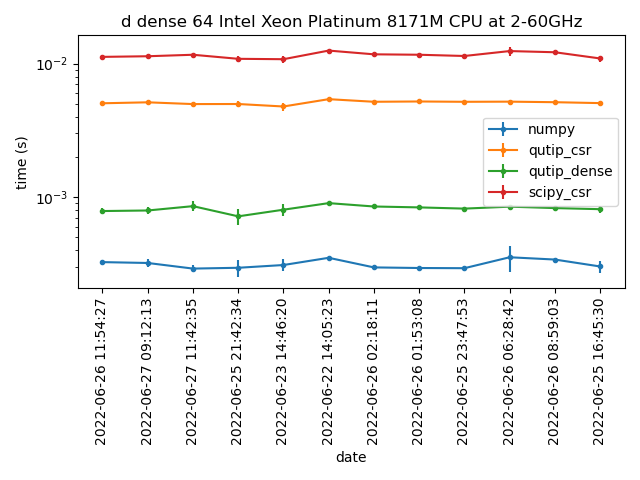 d dense 64 Intel Xeon Platinum 8171M CPU at 2-60GHz
time (s)
10⁻²
10⁻³
numpy
qutip_csr
qutip_dense
scipy_csr
2022-06-26 11:54:27
2022-06-27 09:12:13
2022-06-27 11:42:35
2022-06-25 21:42:34
2022-06-23 14:46:20
2022-06-22 14:05:23
2022-06-26 02:18:11
2022-06-26 01:53:08
2022-06-25 23:47:53
2022-06-26 06:28:42
2022-06-26 08:59:03
2022-06-25 16:45:30
date